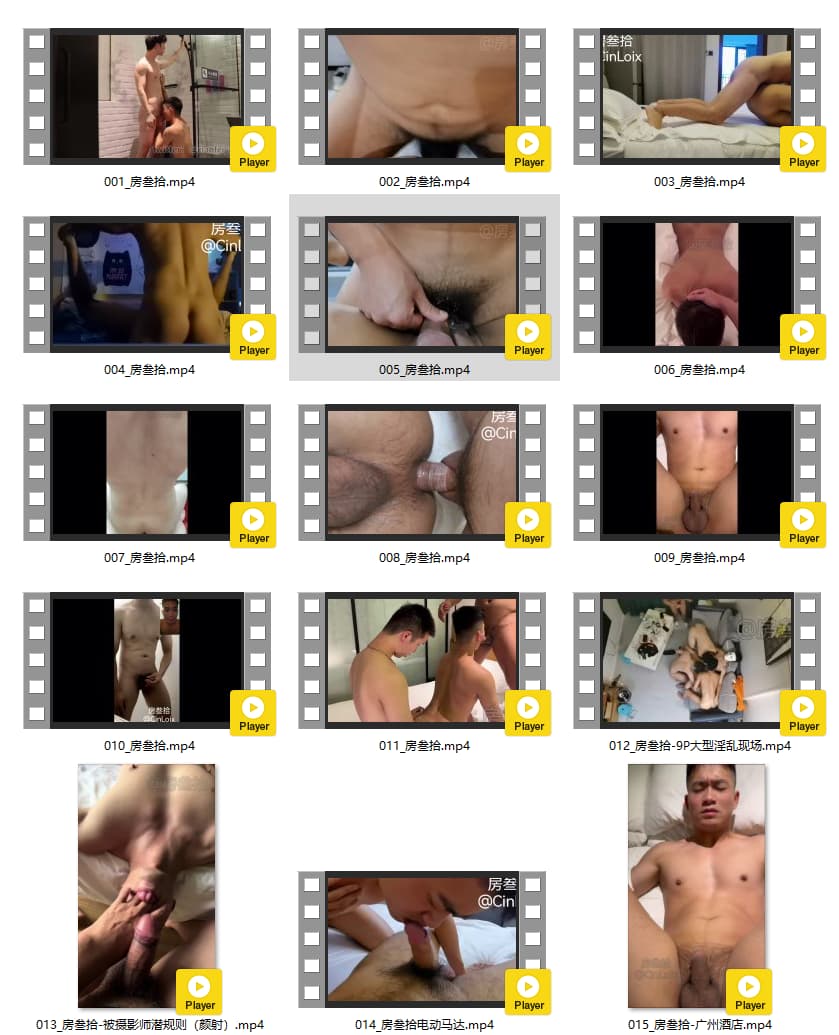 Player
Player
房叁拾
CinLoix
Player
001_房叁拾.mp4
002_房叁拾.mp4
003_房叁拾.mp4
房叁
@Cinl
Player
@房
Player
Player
004_房叁拾.mp4
005_房叁拾.mp4
006_房叁拾.mp4
Player
房叁
@Cin
Player
Player
007_房叁拾.mp4
008_房叁拾.mp4
009_房叁拾.mp4
房叁拾
@CinLoix
Player
Player
@房叁
Player
010_房叁拾.mp4
011_房叁拾.mp4
012_房叁拾-9P大型淫乱现场.mp4
Player
房叁
@Cinl
Player
Player
013_房叁拾-被摄影师潜规则（颜射）.mp4
014_房叁拾电动马达.mp4
015_房叁拾-广州酒店.mp4